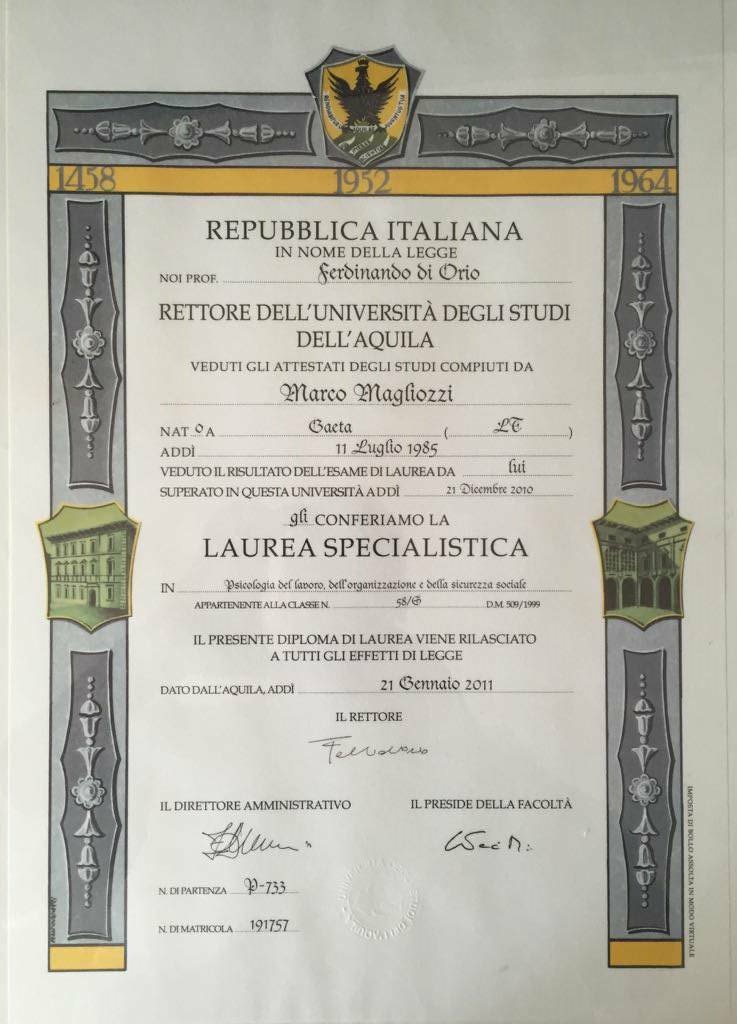 1458 1952 1964
REPUBBLICA ITALIANA
IN NOME DELLA LEGGE
NOI PROF. Ferdinando di Orio
RETTORE DELL'UNIVERSITÀ DEGLI STUDI
DELL'AQUILA
VEDUTI GLI ATTESTATI DEGLI STUDI COMPIUTI DA
Marco Magliozzi
NAT O A Gaeta ( LT )
ADDÌ 11 Luglio 1985
VEDUTO IL RISULTATO DELL'ESAME DI LAUREA DA lui
SUPERATO IN QUESTA UNIVERSITÀ ADDÌ 21 Dicembre 2010
gli CONFERIAMO LA
LAUREA SPECIALISTICA
IN Psicologia del lavoro, dell'organizzazione e della sicurezza sociale
APPARTENENTE ALLA CLASSE N. 58/S D.M. 509/1999
IL PRESENTE DIPLOMA DI LAUREA VIENE RILASCIATO
A TUTTI GLI EFFETTI DI LEGGE
DATO DALL'AQUILA, ADDÌ 21 Gennaio 2011
IL RETTORE
IL DIRETTORE AMMINISTRATIVO IL PRESIDE DELLA FACOLTÀ
N. DI PARTENZA P-733
N. DI MATRICOLA 191757
IMPOSTA DI BOLLO ASSOLTA IN MODO VIRTUALE